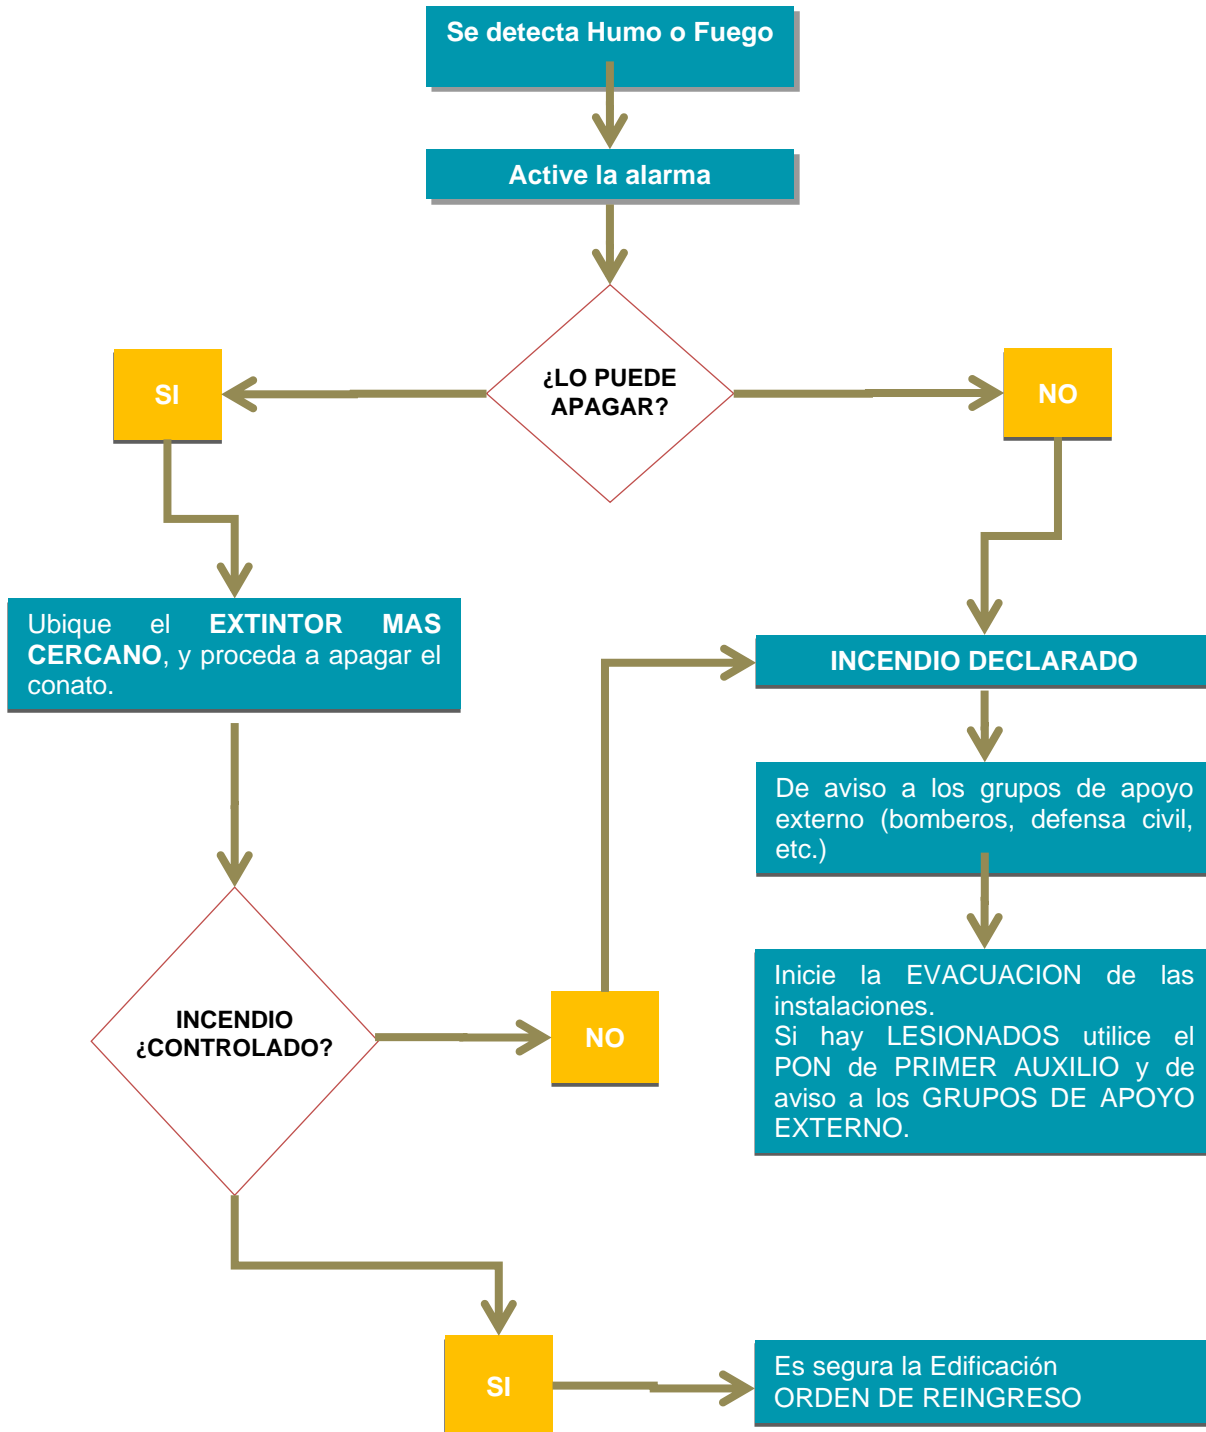 Se detecta Humo o Fuego
Active la alarma
¿LO PUEDE
APAGAR?
SI
NO
Ubique el EXTINTOR MAS
CERCANO, y proceda a apagar el
conato.
INCENDIO DECLARADO
De aviso a los grupos de apoyo
externo (bomberos, defensa civil,
etc.)
Inicie la EVACUACION de las
instalaciones.
Si hay LESIONADOS utilice el
PON de PRIMER AUXILIO y de
aviso a los GRUPOS DE APOYO
EXTERNO.
INCENDIO
¿CONTROLADO?
NO
SI
Es segura la Edificación
ORDEN DE REINGRESO